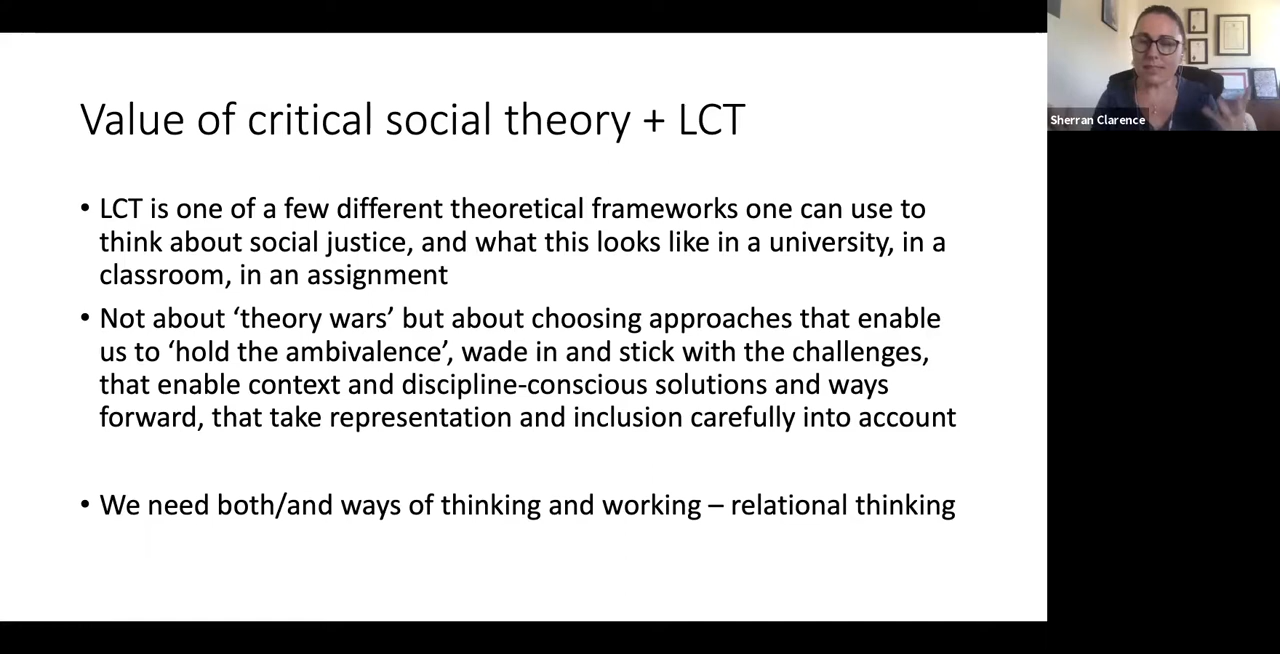 Value of critical social theory + LCT
• LCT is one of a few different theoretical frameworks one can use to
think about social justice, and what this looks like in a university, in a
classroom, in an assignment
• Not about ‘theory wars’ but about choosing approaches that enable
us to ‘hold the ambivalence’, wade in and stick with the challenges,
that enable context and discipline-conscious solutions and ways
forward, that take representation and inclusion carefully into account
• We need both/and ways of thinking and working – relational thinking
Sherran Clarence